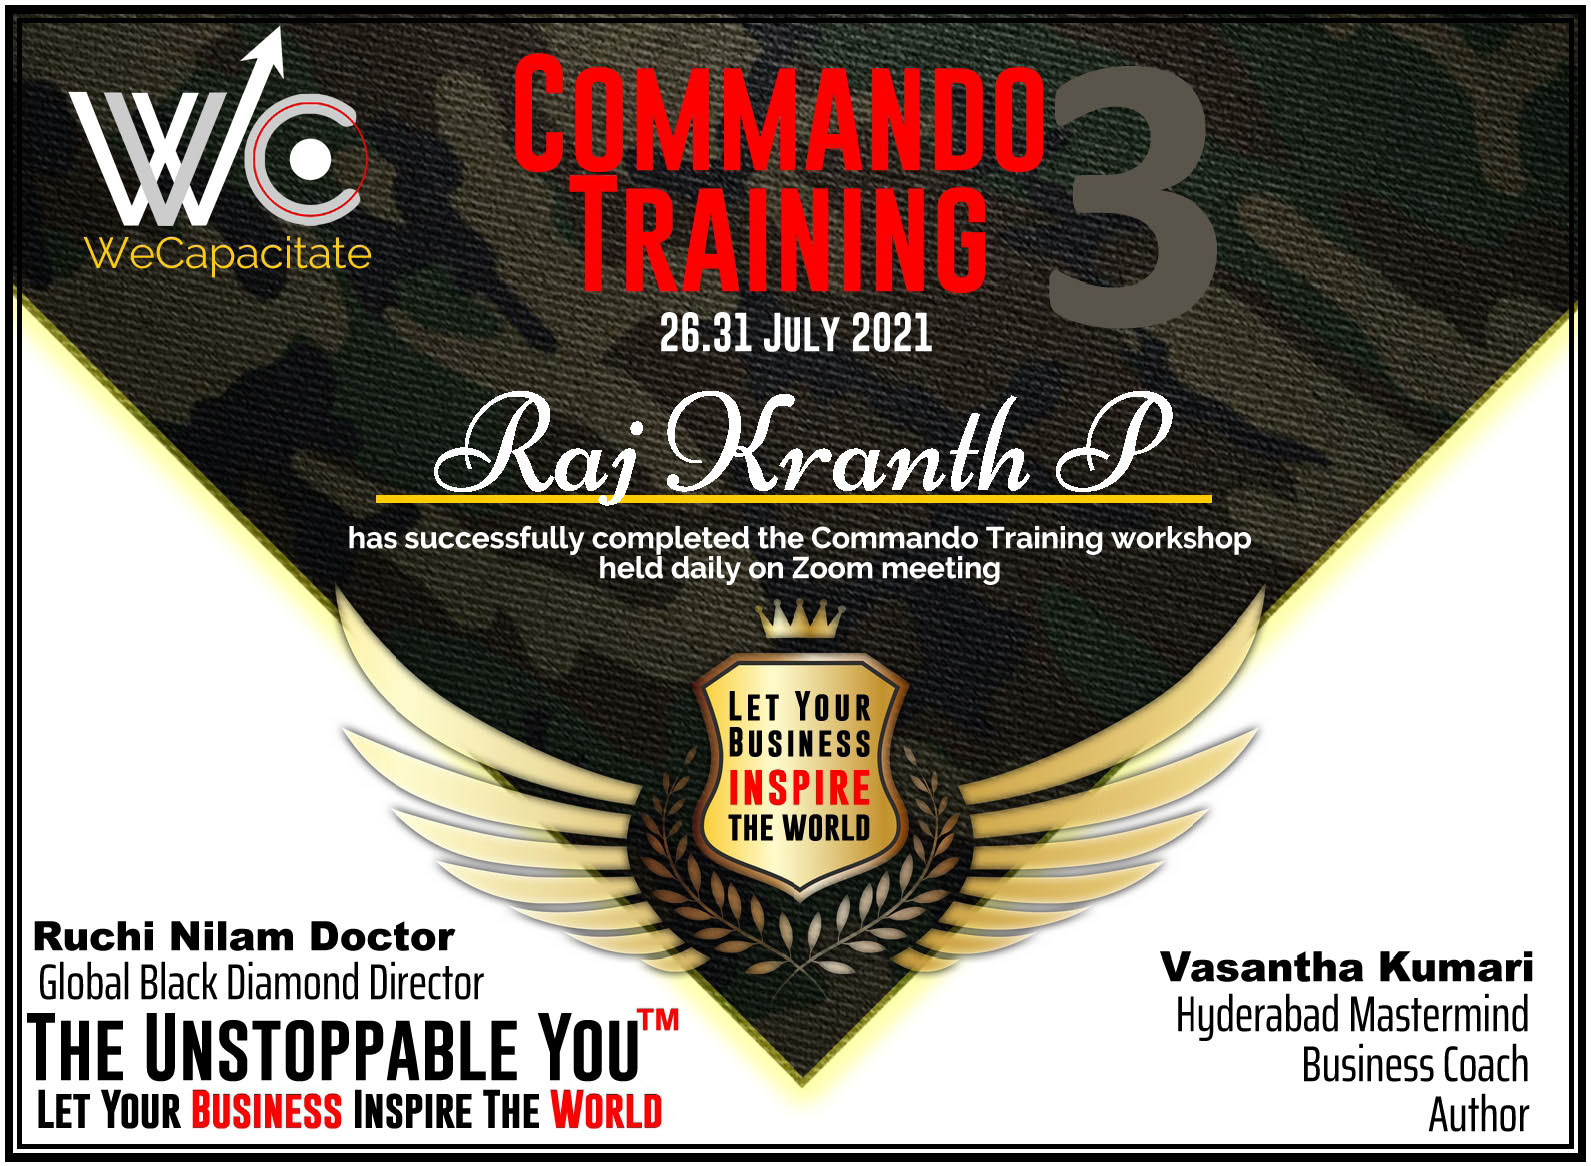 WC
WeCapacitate
COMMANDO
TRAINING
3
26.31 JULY 2021
Raj Kranth P
has successfully completed the Commando Training workshop
held daily on Zoom meeting
LET YOUR
BUSINESS
INSPIRE
THE WORLD
Ruchi Nilam Doctor
Global Black Diamond Director
THE UNSTOPPABLE YOU™
LET YOUR BUSINESS INSPIRE THE WORLD
Vasantha Kumari
Hyderabad Mastermind
Business Coach
Author